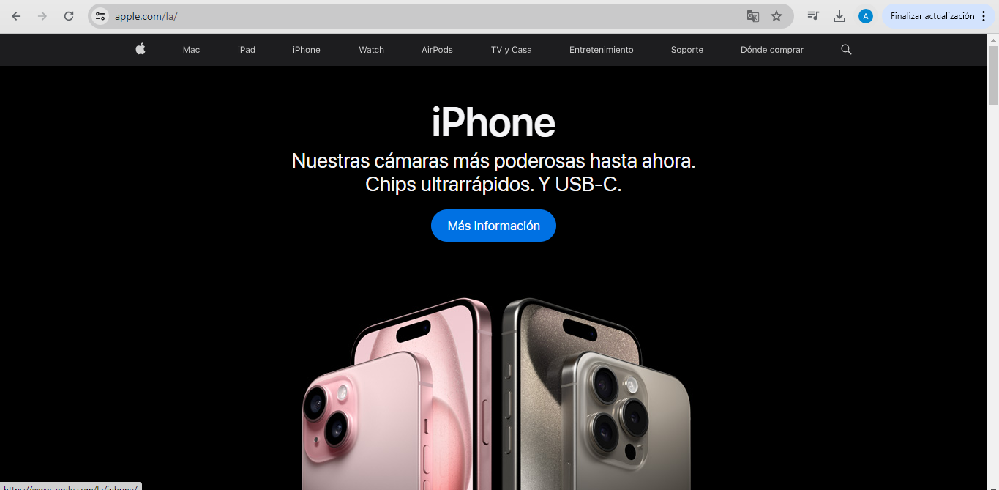 apple.com/la/
A
Finalizar actualización
Mac
iPad
iPhone
Watch
AirPods
TV y Casa
Entretenimiento
Soporte
Dónde comprar
iPhone
Nuestras cámaras más poderosas hasta ahora.
Chips ultrarrápidos. Y USB-C.
Más información
https://www.apple.com/la/iphone/